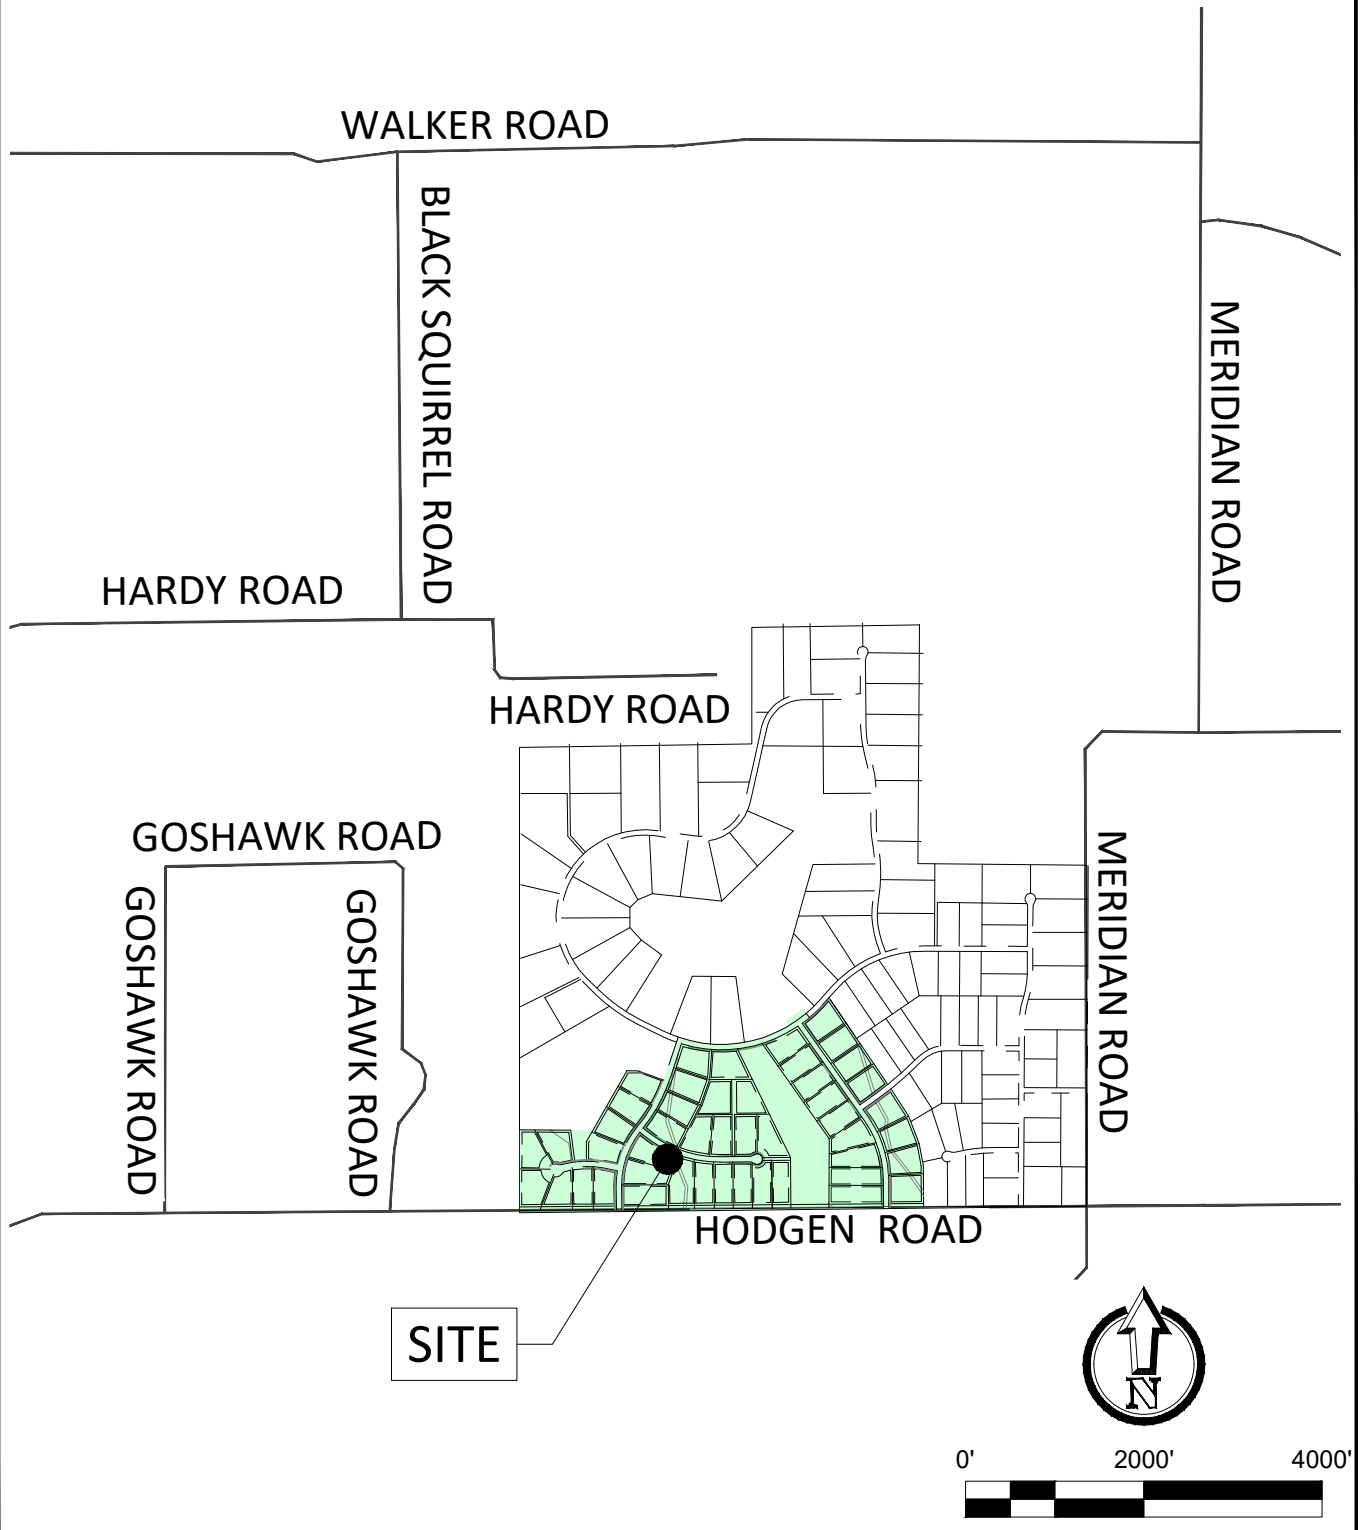 WALKER ROAD
BLACK SQUIRREL ROAD
MERIDIAN ROAD
HARDY ROAD
HARDY ROAD
GOSHAWK ROAD
GOSHAWK ROAD
GOSHAWK ROAD
MERIDIAN ROAD
HODGEN ROAD
SITE
N
0' 2000' 4000'